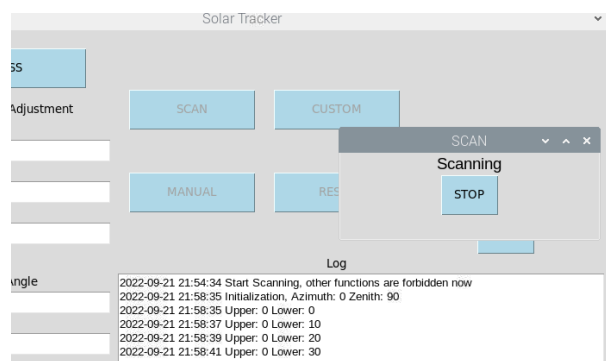 Solar Tracker
SS
Adjustment
SCAN
CUSTOM
SCAN
Scanning
STOP
MANUAL
RES
Log
Angle
2022-09-21 21:54:34 Start Scanning, other functions are forbidden now
2022-09-21 21:58:35 Initialization, Azimuth: 0 Zenith: 90
2022-09-21 21:58:35 Upper: 0 Lower: 0
2022-09-21 21:58:37 Upper: 0 Lower: 10
2022-09-21 21:58:39 Upper: 0 Lower: 20
2022-09-21 21:58:41 Upper: 0 Lower: 30